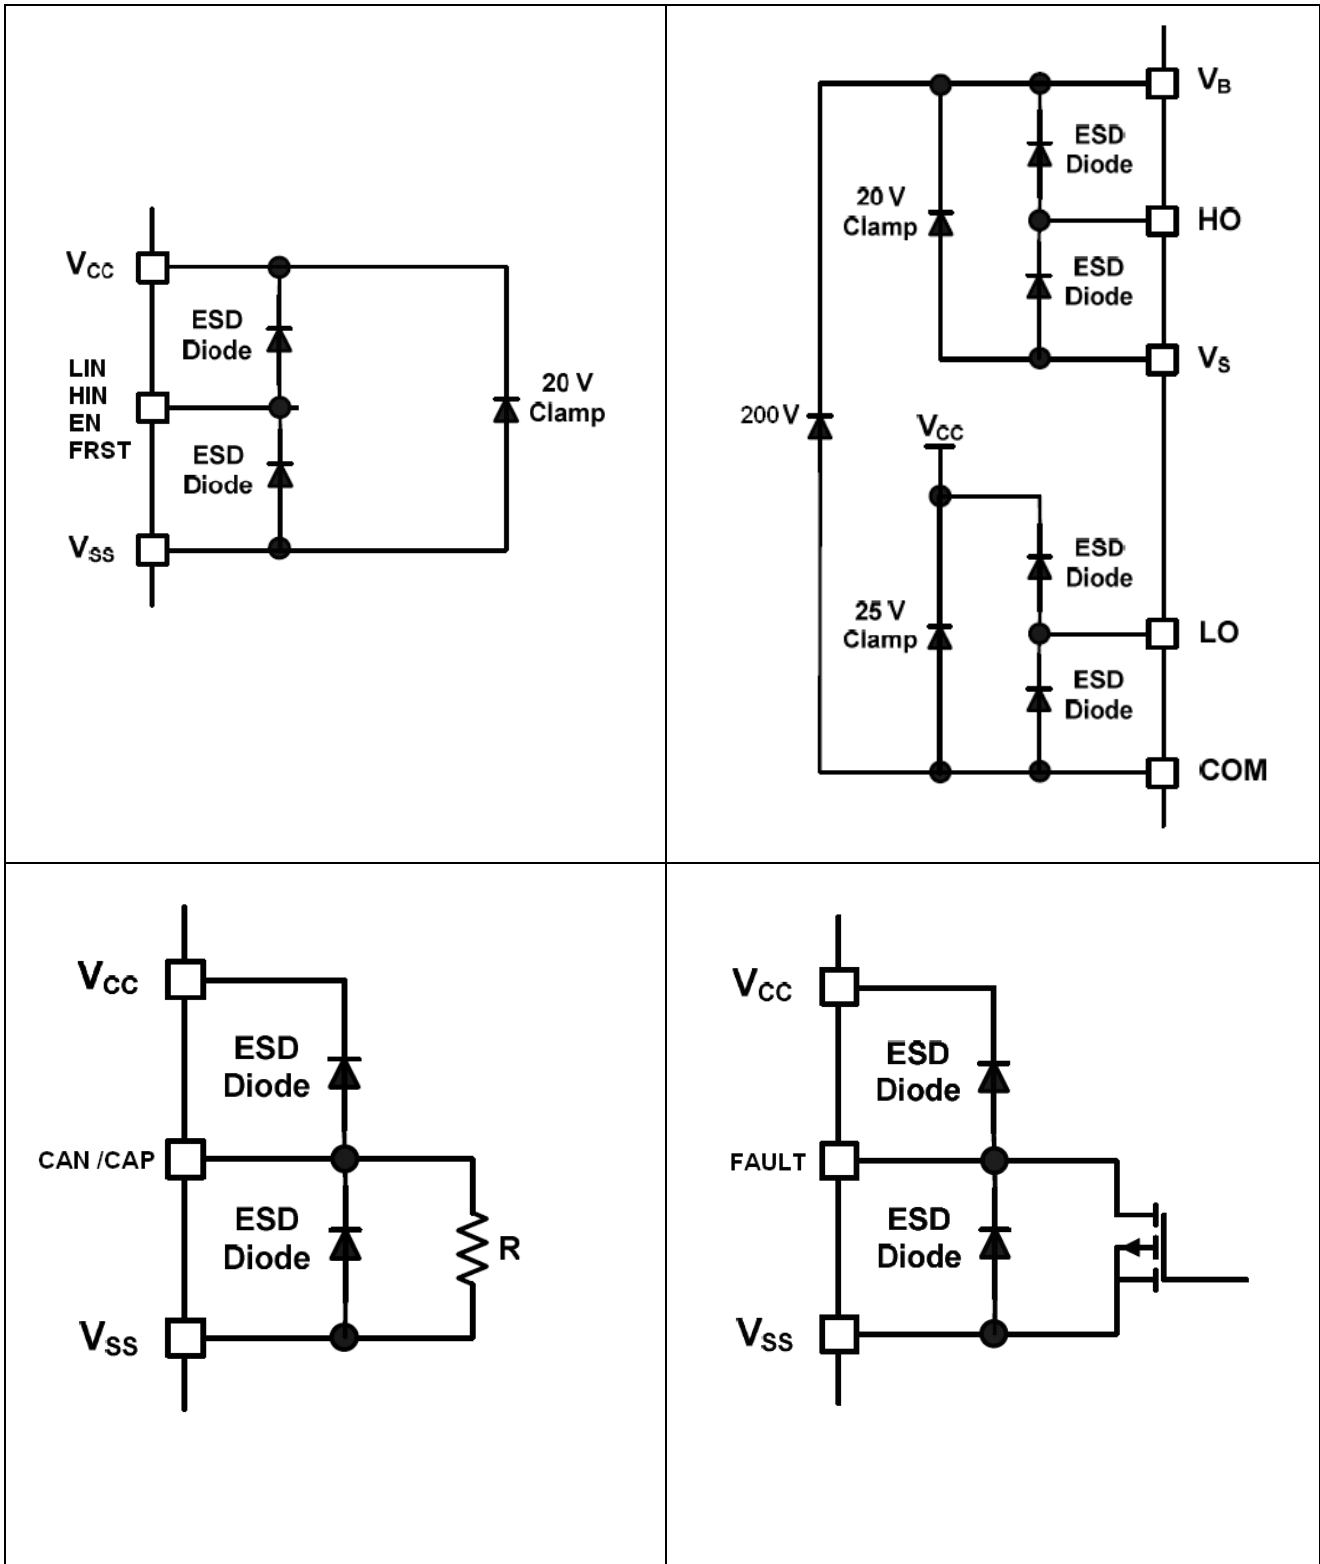 VCC
ESD
Diode
LIN
HIN
EN
FRST
20 V
Clamp
ESD
Diode
VSS
VB
ESD
Diode
20 V
Clamp
HO
ESD
Diode
VS
200 V
VCC
ESD
Diode
25 V
Clamp
LO
ESD
Diode
COM
VCC
ESD
Diode
CAN /CAP
ESD
Diode
R
VSS
VCC
ESD
Diode
FAULT
ESD
Diode
VSS